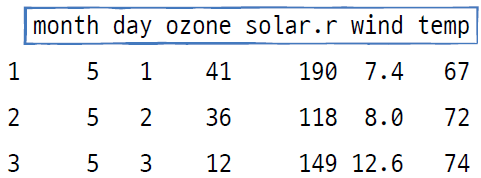 month day ozone solar.r wind temp
1 5 1 41 190 7.4 67
2 5 2 36 118 8.0 72
3 5 3 12 149 12.6 74